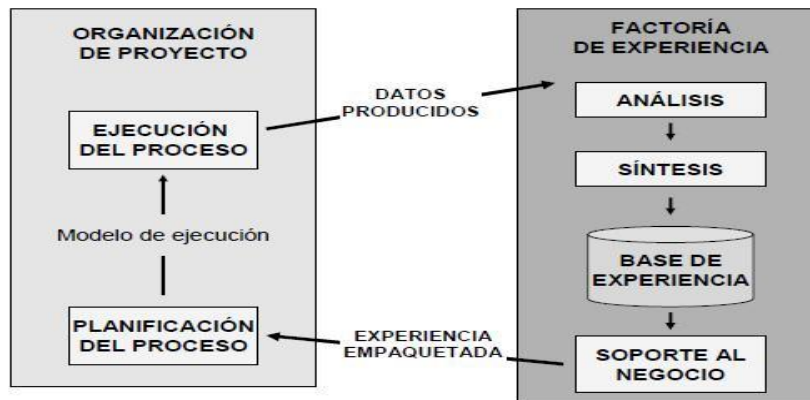 ORGANIZACIÓN
DE PROYECTO
EJECUCIÓN
DEL PROCESO
Modelo de ejecución
PLANIFICACIÓN
DEL PROCESO
DATOS
PRODUCIDOS
EXPERIENCIA
EMPAQUETADA
FACTORÍA
DE EXPERIENCIA
ANÁLISIS
SÍNTESIS
BASE DE
EXPERIENCIA
SOPORTE AL
NEGOCIO